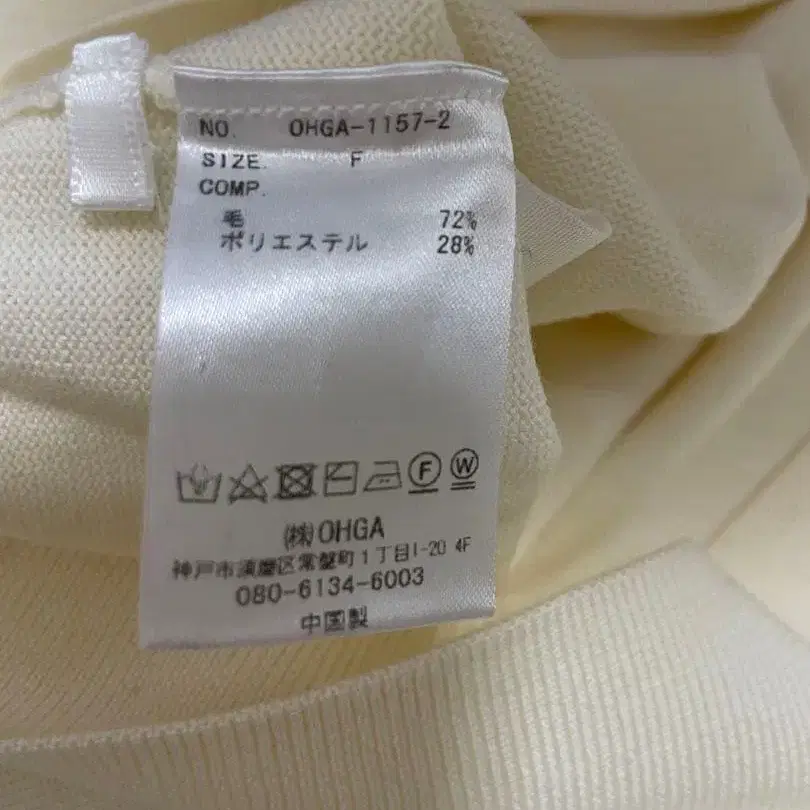 NO. OHGA-1157-2
SIZE. F
COMP.
毛 72%
ポリエステル 28%
F W
㈱OHGA
神戸市須磨区常盤町1丁目1-20 4F
080-6134-6003
中国製